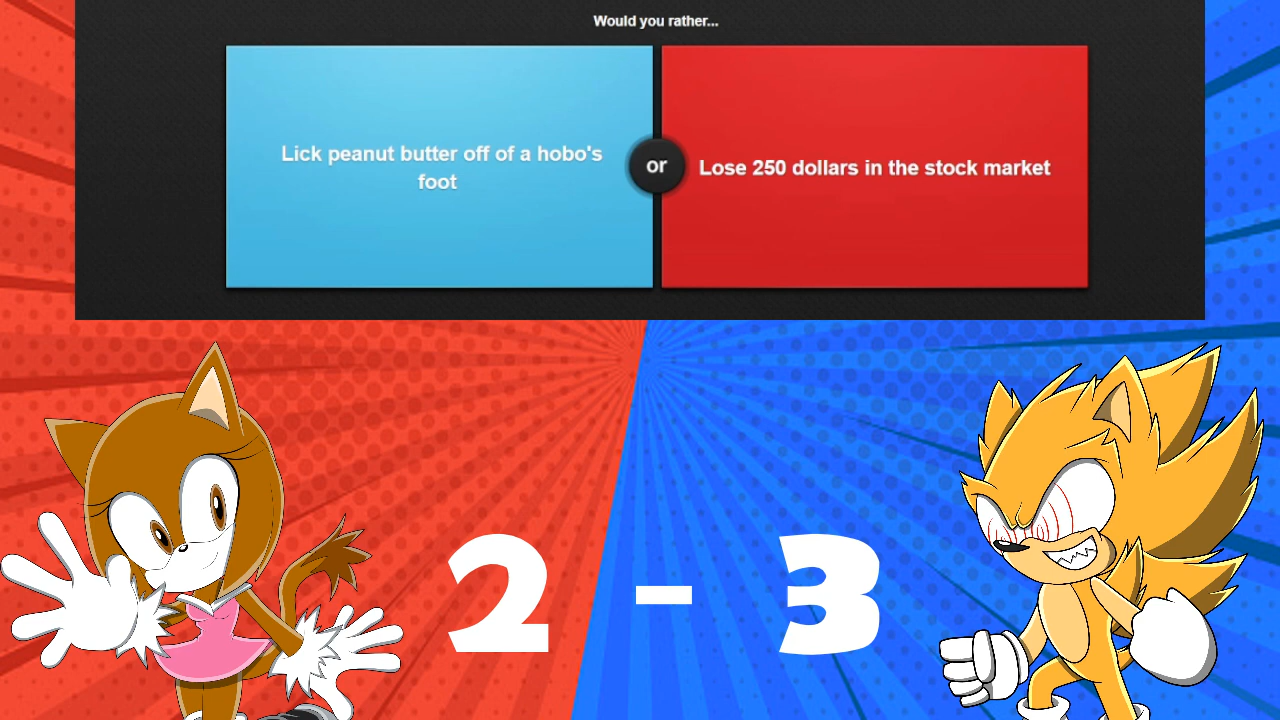 Would you rather...
Lick peanut butter off of a hobo's
foot
or
Lose 250 dollars in the stock market
2 - 3